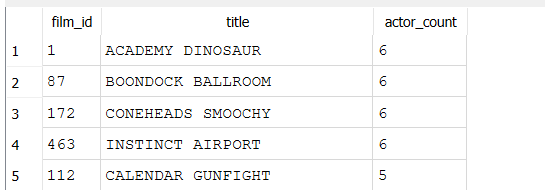 film_id title actor_count
1 1 ACADEMY DINOSAUR 6
2 87 BOONDOCK BALLROOM 6
3 172 CONEHEADS SMOOCHY 6
4 463 INSTINCT AIRPORT 6
5 112 CALENDAR GUNFIGHT 5